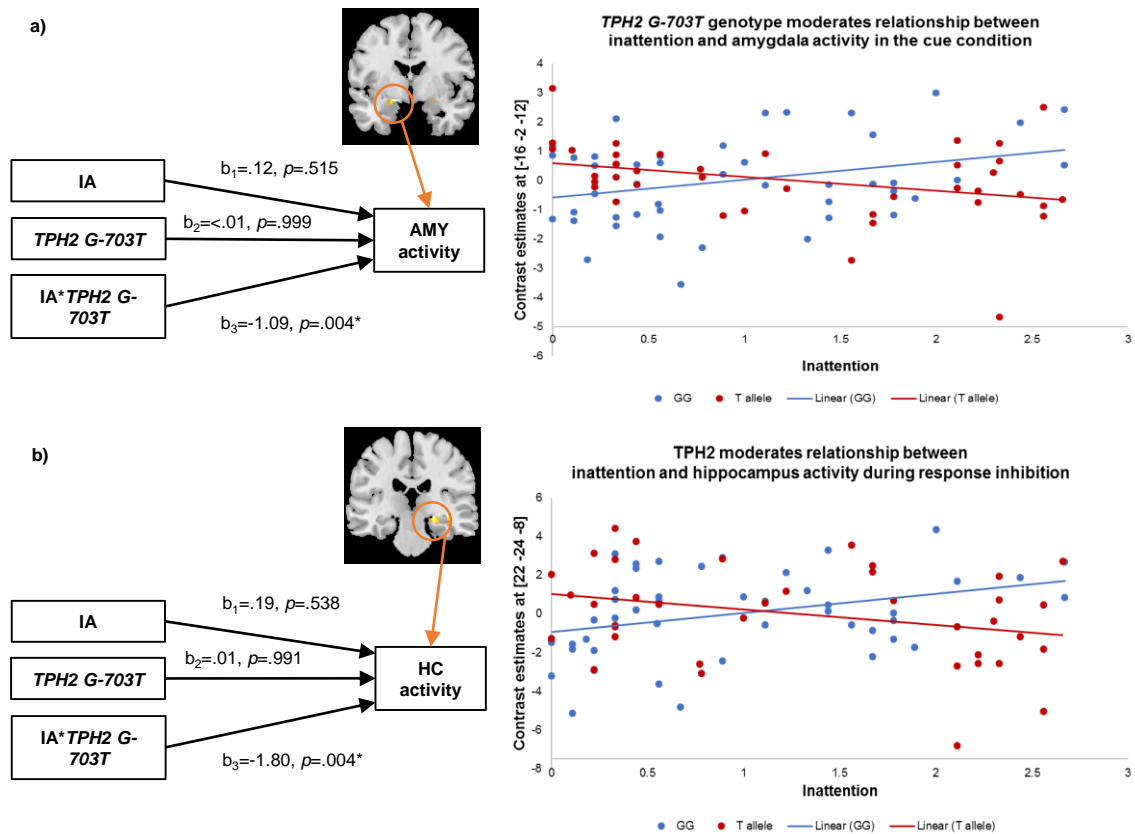 a)
IA
TPH2 G-703T
IA*TPH2 G-
703T
b1=.12, p=.515
b2=<.01, p=.999
b3=-1.09, p=.004*
AMY
activity
TPH2 G-703T genotype moderates relationship between
inattention and amygdala activity in the cue condition
Contrast estimates at [-16 -2 -12]
4
3
2
1
0
-1
-2
-3
-4
-5
-6
0
0.5
1
1.5
2
2.5
3
Inattention
GG
T allele
Linear (GG)
Linear (T allele)
b)
IA
TPH2 G-703T
IA*TPH2 G-
703T
b1=.19, p=.538
b2=.01, p=.991
b3=-1.80, p=.004*
HC
activity
TPH2 moderates relationship between
inattention and hippocampus activity during response inhibition
Contrast estimates at [22 -24 -8]
6
4
2
0
-2
-4
-6
-8
0
0.5
1
1.5
2
2.5
3
Inattention
GG
T allele
Linear (GG)
Linear (T allele)